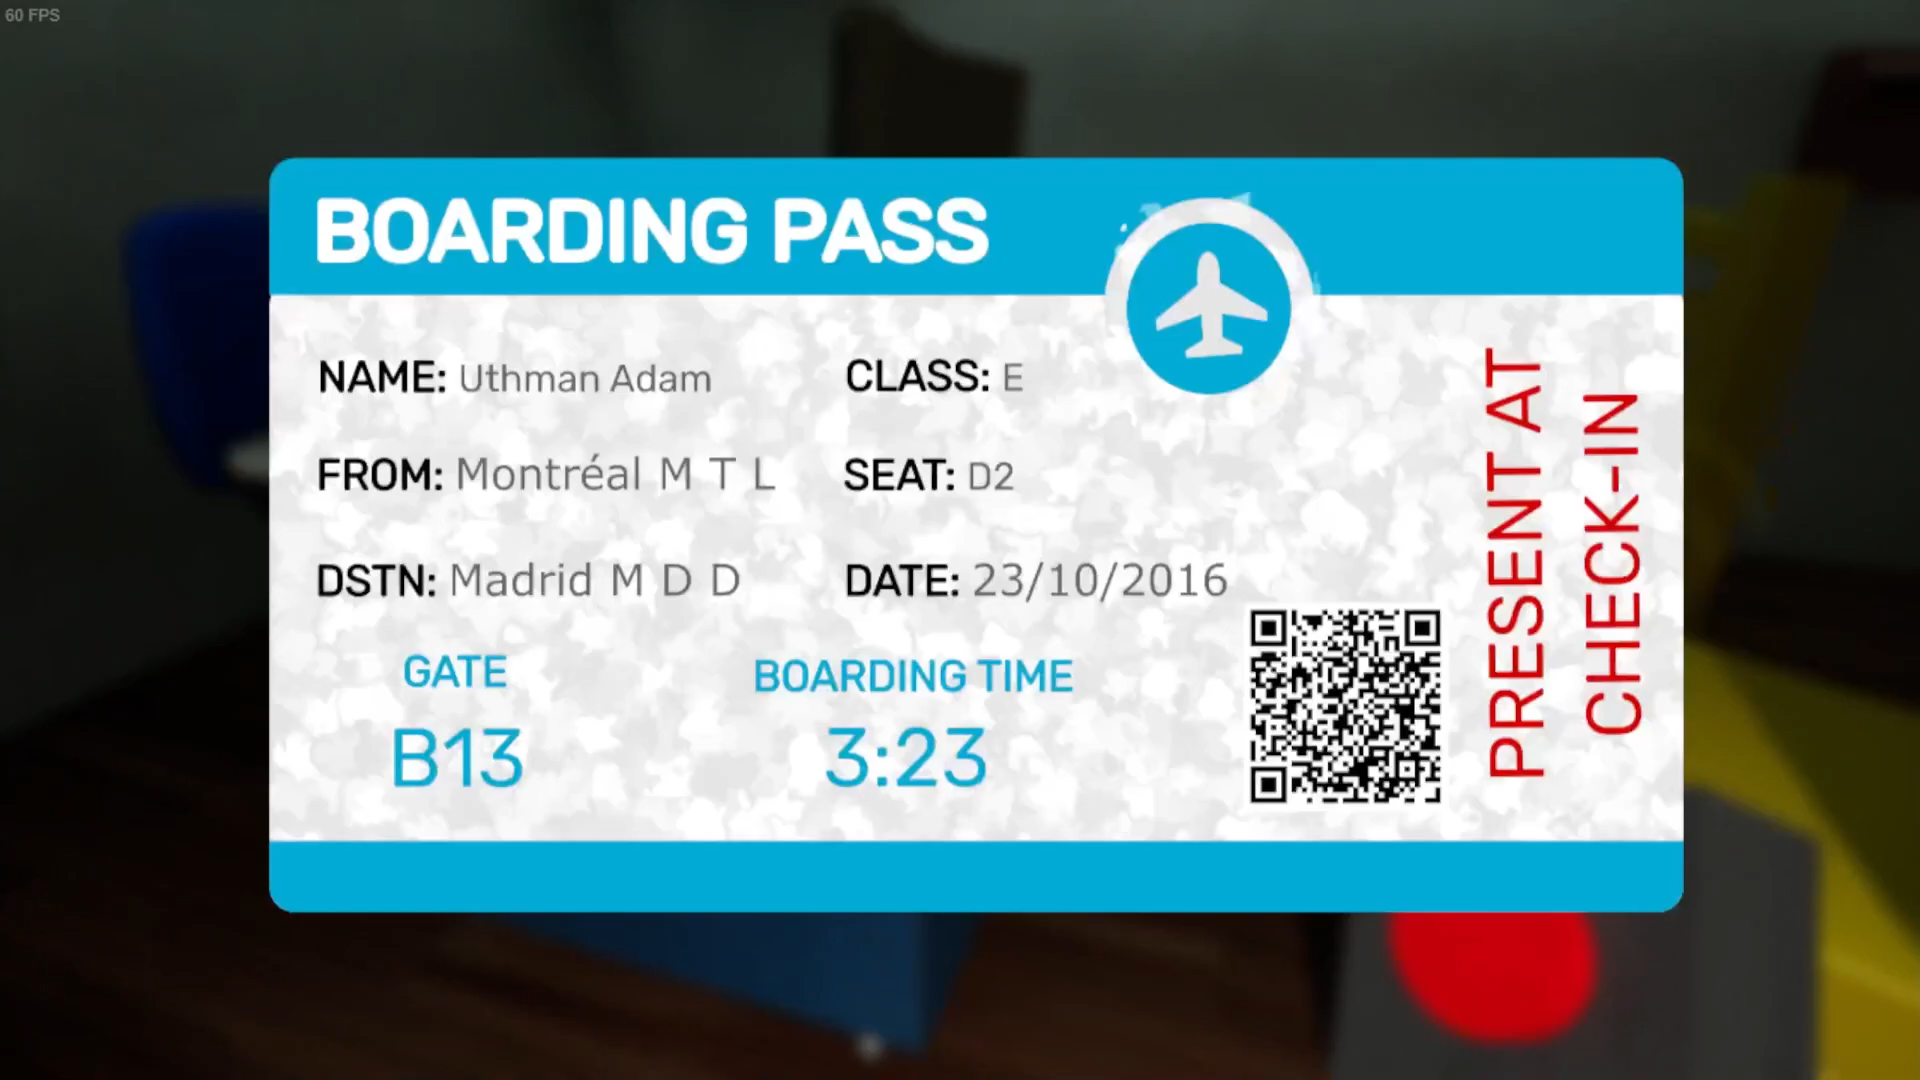 60 FPS
BOARDING PASS
NAME: Uthman Adam
CLASS: E
FROM: Montréal M T L
SEAT: D2
DSTN: Madrid M D D
DATE: 23/10/2016
GATE
BOARDING TIME
B13
3:23
PRESENT AT
CHECK-IN